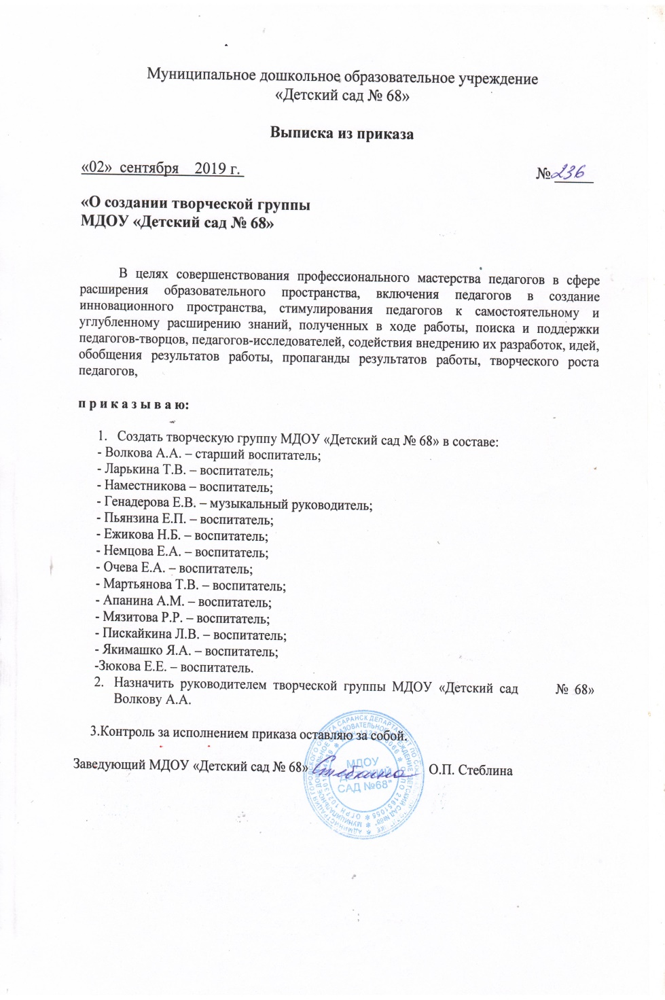 Муниципальное дошкольное образовательное учреждение
«Детский сад № 68»
Выписка из приказа
«02» сентября 2019 г.
№ 236
«О создании творческой группы
МДОУ «Детский сад № 68»
В целях совершенствования профессионального мастерства педагогов в сфере
расширения образовательного пространства, включения педагогов в создание
инновационного пространства, стимулирования педагогов к самостоятельному и
углубленному расширению знаний, полученных в ходе работы, поиска и поддержки
педагогов-творцов, педагогов-исследователей, содействия внедрению их разработок, идей,
обобщения результатов работы, пропаганды результатов работы, творческого роста
педагогов,
п р и к а з ы в а ю:
1. Создать творческую группу МДОУ «Детский сад № 68» в составе:
- Волкова А.А. – старший воспитатель;
- Ларькина Т.В. – воспитатель;
- Наместникова – воспитатель;
- Генадерова Е.В. – музыкальный руководитель;
- Пьянзина Е.П. – воспитатель;
- Ежикова Н.Б. – воспитатель;
- Немцова Е.А. – воспитатель;
- Очева Е.А. – воспитатель;
- Мартьянова Т.В. – воспитатель;
- Апанина А.М. – воспитатель;
- Мязитова Р.Р. – воспитатель;
- Пискайкина Л.В. – воспитатель;
- Якимашко Я.А. – воспитатель;
-Зюкова Е.Е. – воспитатель.
2. Назначить руководителем творческой группы МДОУ «Детский сад № 68»
Волкову А.А.
3.Контроль за исполнением приказа оставляю за собой.
Заведующий МДОУ «Детский сад № 68» Стеблина О.П. Стеблина
МДОУ
САД №68"